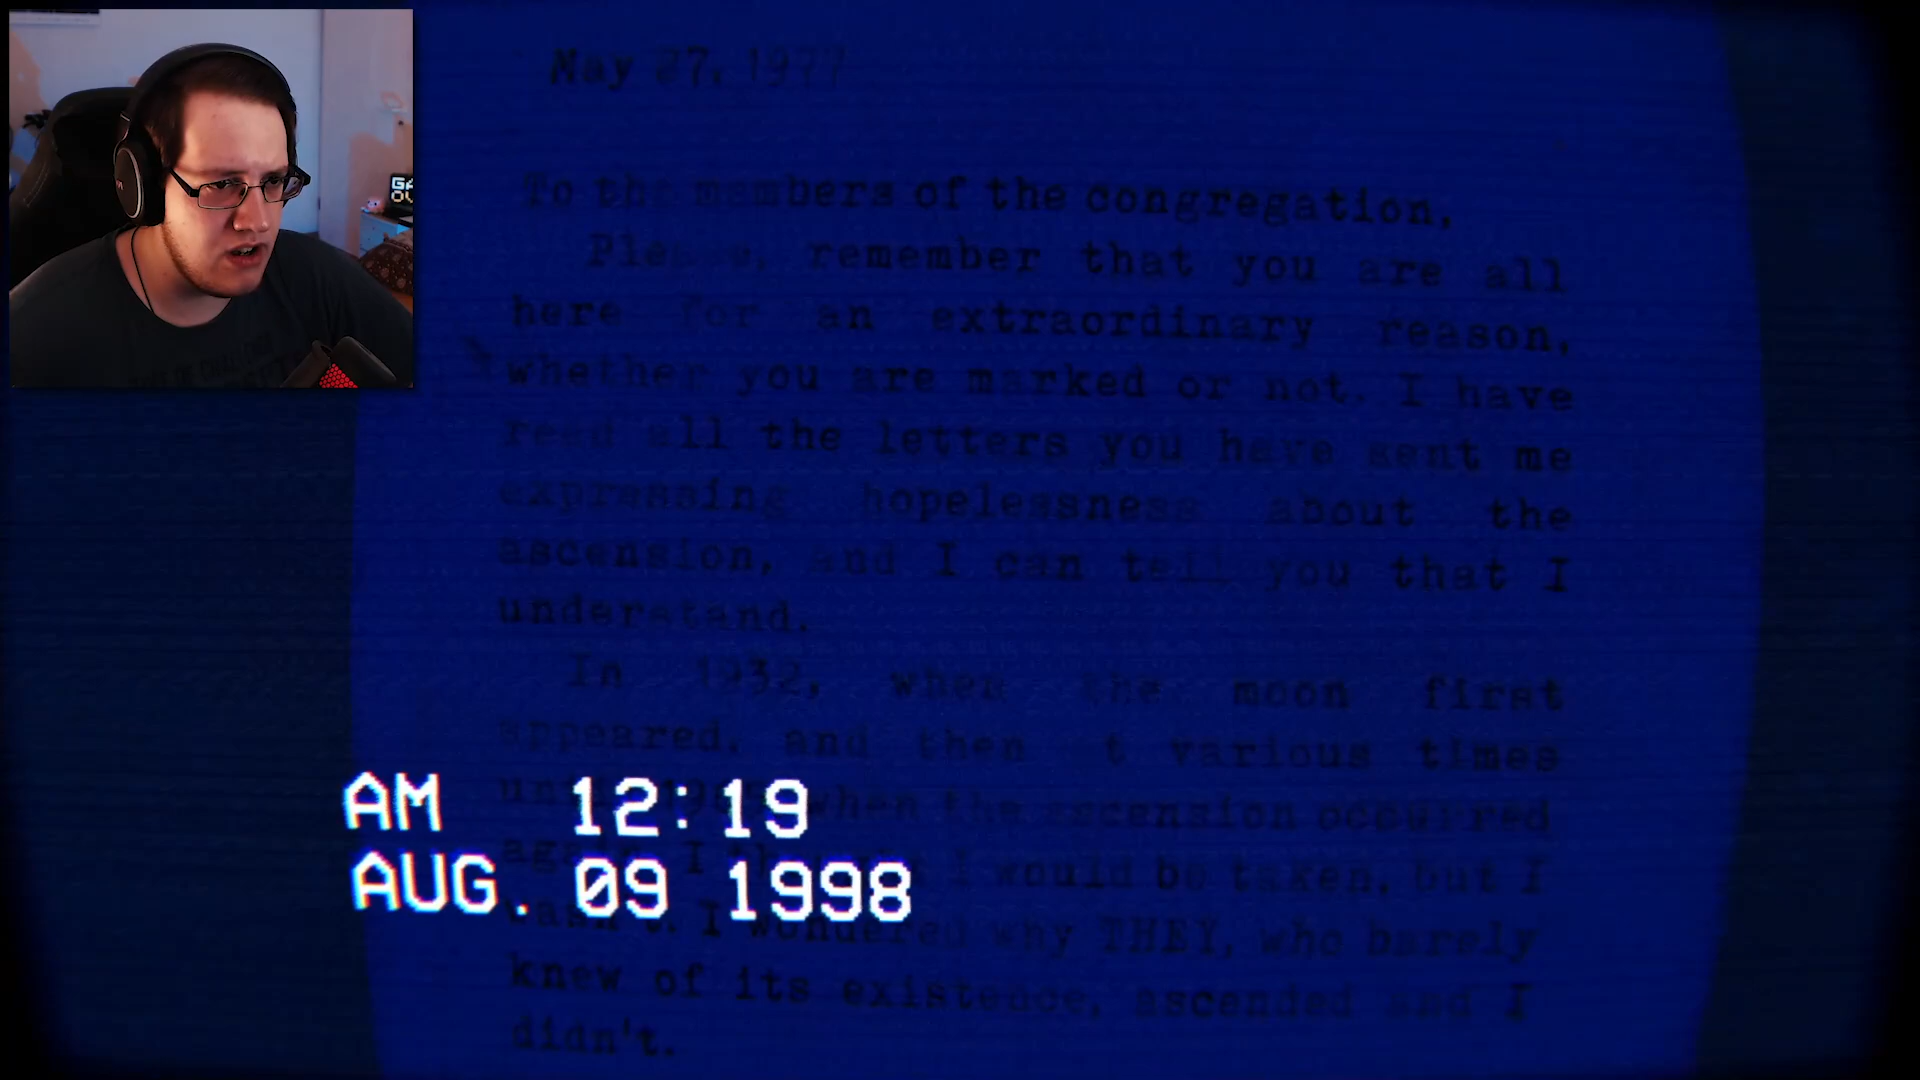 May 27, 1977
To the members of the congregation,
Please, remember that you are all
here for an extraordinary reason,
whether you are marked or not. I have
read all the letters you have sent me
expressing hopelessness about the
ascension, and I can tell you that I
understand.
In 1932, when the moon first
appeared, and then at various times
when the ascension occurred
again, I thought I would be taken, but I
wasn't. I wondered why THEY, who barely
knew of its existence, ascended and I
didn't.
AM 12:19
AUG. 09 1998